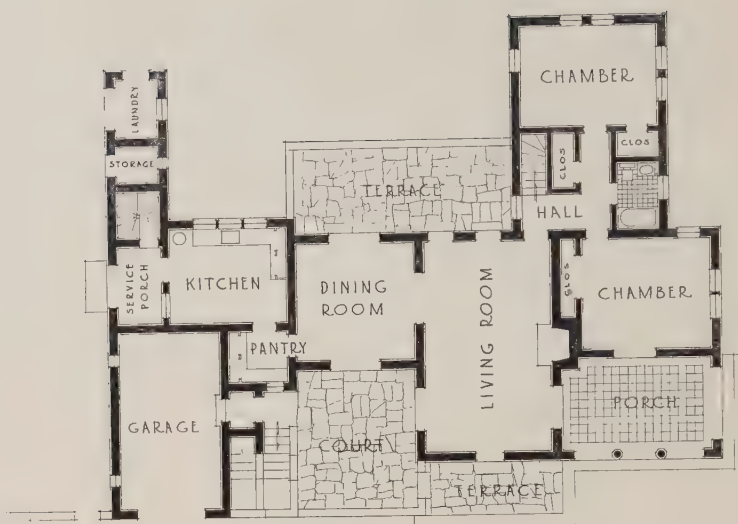 CHAMBER
LAUNDRY
STORAGE
CLOS
CLOS
TERRACE
HALL
SERVICE
PORCH
KITCHEN
DINING
ROOM
LIVING ROOM
CLOS
CHAMBER
PANTRY
GARAGE
COURT
PORCH
TERRACE